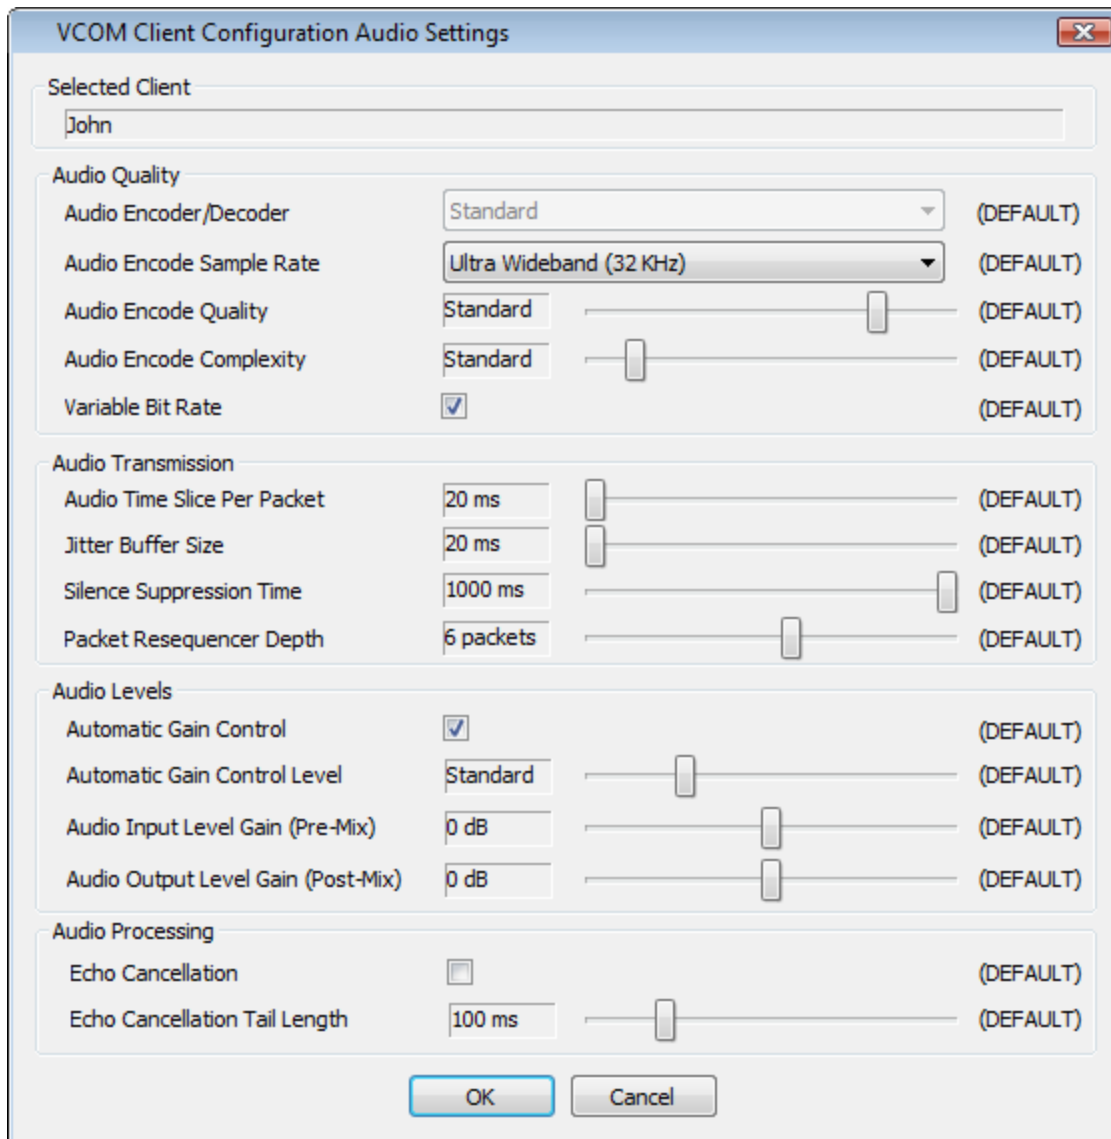 VCOM Client Configuration Audio Settings
Selected Client
John
Audio Quality
Audio Encoder/Decoder Standard (DEFAULT)
Audio Encode Sample Rate Ultra Wideband (32 KHz) (DEFAULT)
Audio Encode Quality Standard (DEFAULT)
Audio Encode Complexity Standard (DEFAULT)
Variable Bit Rate (DEFAULT)
Audio Transmission
Audio Time Slice Per Packet 20 ms (DEFAULT)
Jitter Buffer Size 20 ms (DEFAULT)
Silence Suppression Time 1000 ms (DEFAULT)
Packet Resequencer Depth 6 packets (DEFAULT)
Audio Levels
Automatic Gain Control (DEFAULT)
Automatic Gain Control Level Standard (DEFAULT)
Audio Input Level Gain (Pre-Mix) 0 dB (DEFAULT)
Audio Output Level Gain (Post-Mix) 0 dB (DEFAULT)
Audio Processing
Echo Cancellation (DEFAULT)
Echo Cancellation Tail Length 100 ms (DEFAULT)
OK Cancel